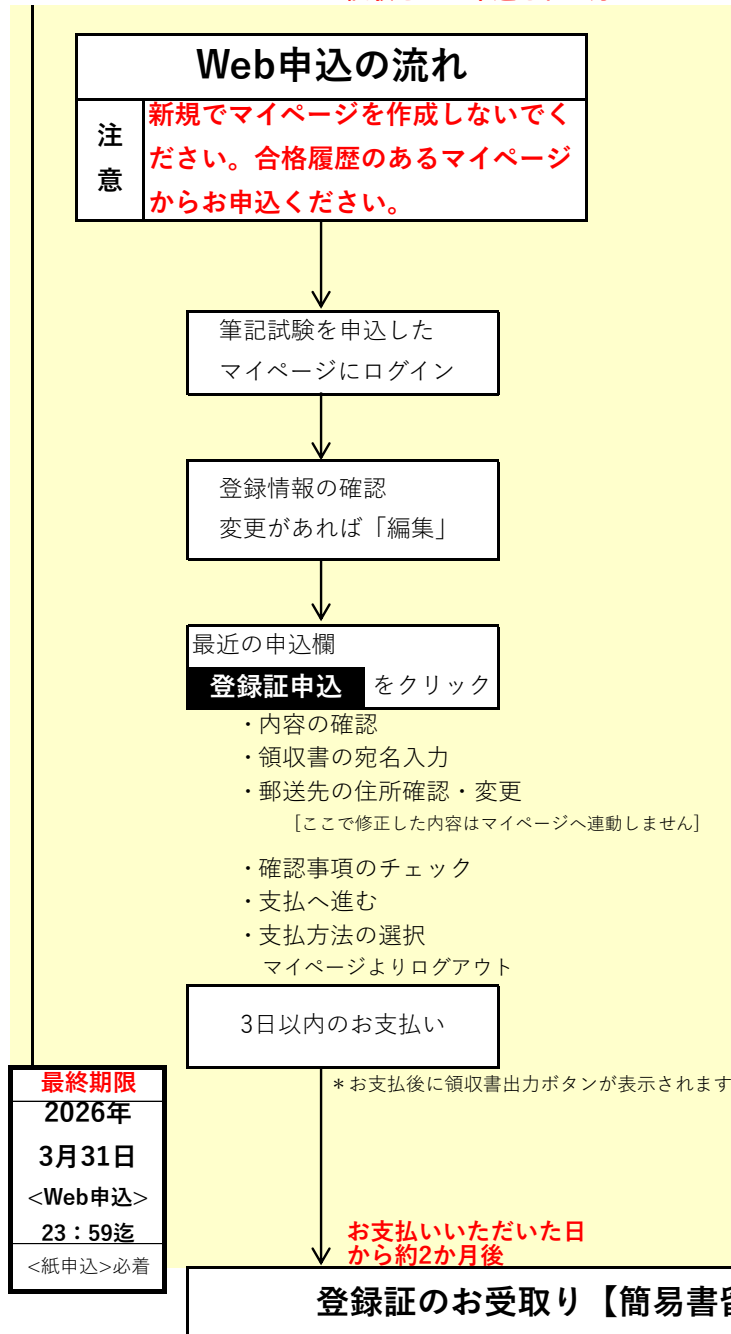 Web申込の流れ
注
意
新規でマイページを作成しないでく
ださい。合格履歴のあるマイページ
からお申込ください。
筆記試験を申込した
マイページにログイン
登録情報の確認
変更があれば「編集」
最近の申込欄
登録証申込 をクリック
・内容の確認
・領収書の宛名入力
・郵送先の住所確認・変更
［ここで修正した内容はマイページへ連動しません］
・確認事項のチェック
・支払へ進む
・支払方法の選択
マイページよりログアウト
3日以内のお支払い
＊お支払後に領収書出力ボタンが表示されます
最終期限
2026年
3月31日
<Web申込>
23：59迄
<紙申込>必着
お支払いいただいた日
から約2か月後
登録証のお受取り【簡易書